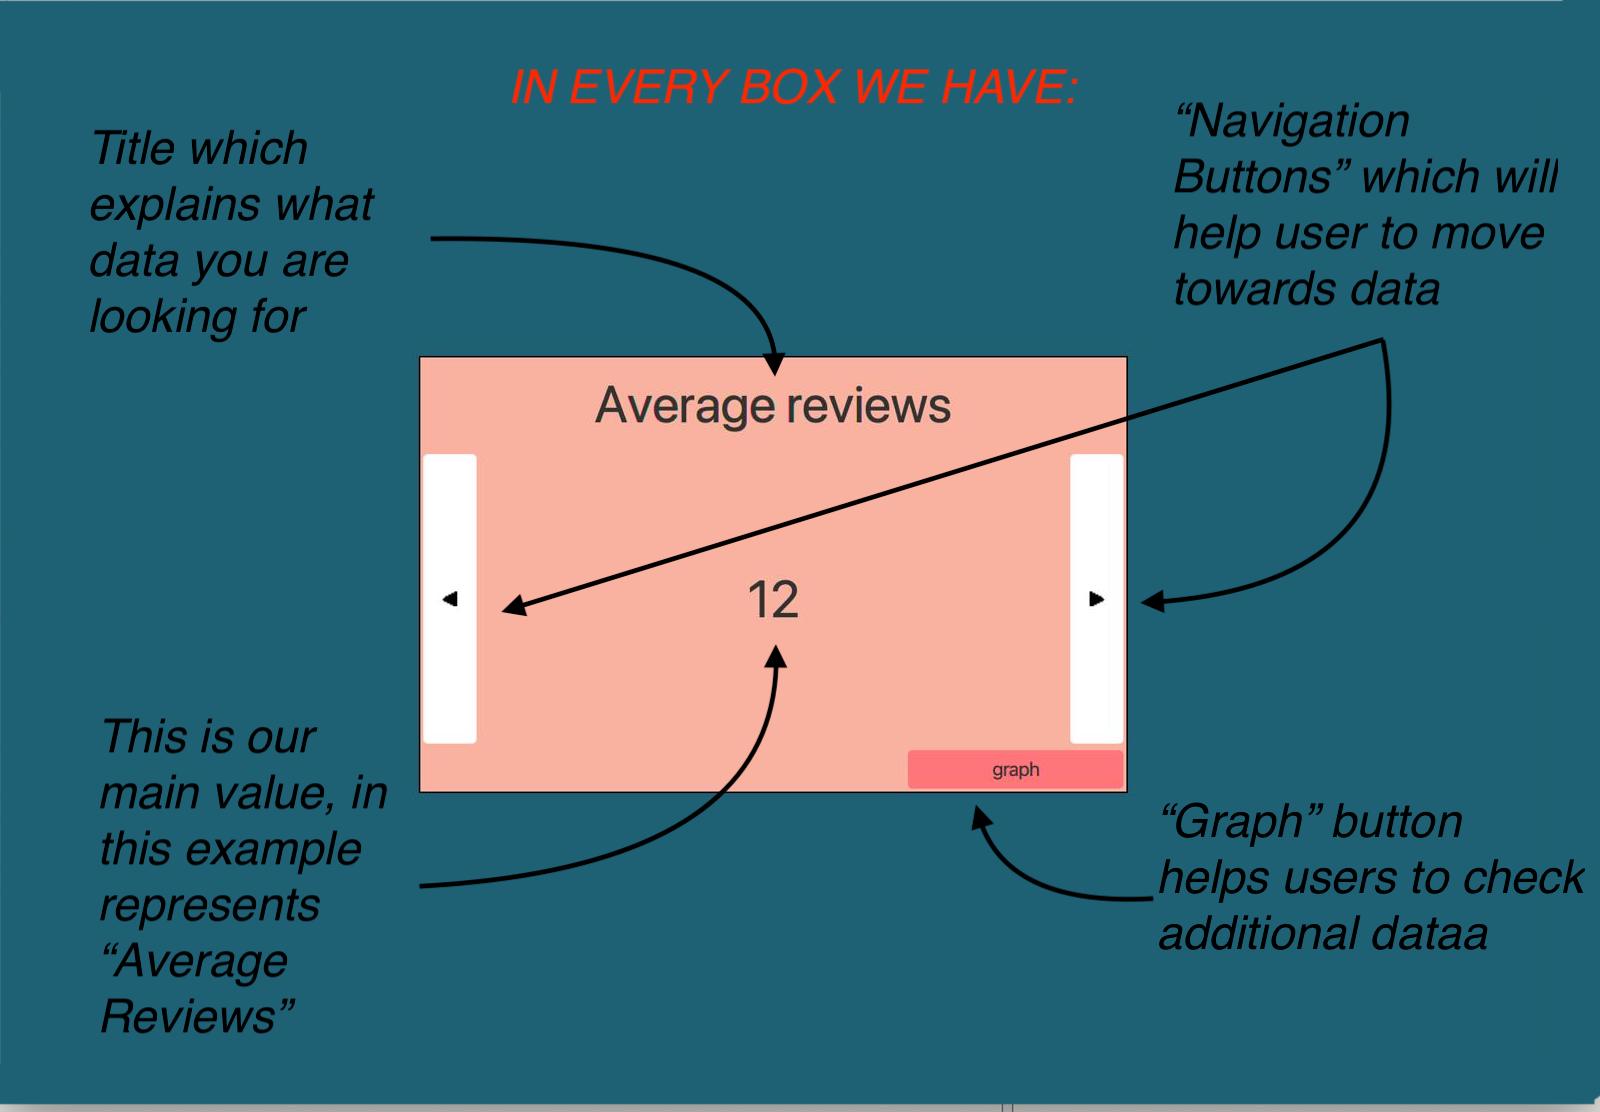 IN EVERY BOX WE HAVE:
Title which
explains what
data you are
looking for
“Navigation
Buttons” which will
help user to move
towards data
Average reviews
12
graph
This is our
main value, in
this example
represents
“Average
Reviews”
“Graph” button
helps users to check
additional dataa